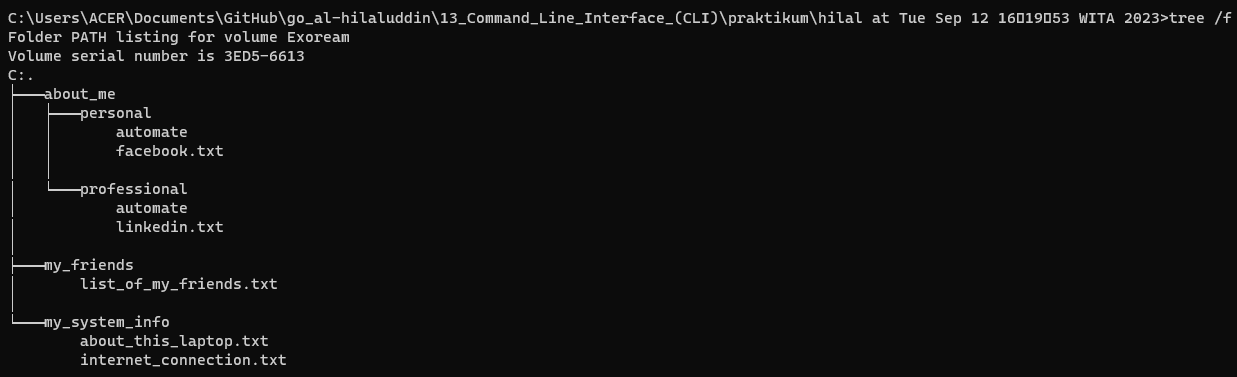 C:\Users\ACER\Documents\GitHub\go_al-hilaluddin\13_Command_Line_Interface_(CLI)\praktikum\hilal at Tue Sep 12 16�19�53 WITA 2023>tree /f
Folder PATH listing for volume Exoream
Volume serial number is 3ED5-6613
C:.
├───about_me
│   ├───personal
│   │       automate
│   │       facebook.txt
│   │
│   └───professional
│           automate
│           linkedin.txt
│
├───my_friends
│       list_of_my_friends.txt
│
└───my_system_info
        about_this_laptop.txt
        internet_connection.txt